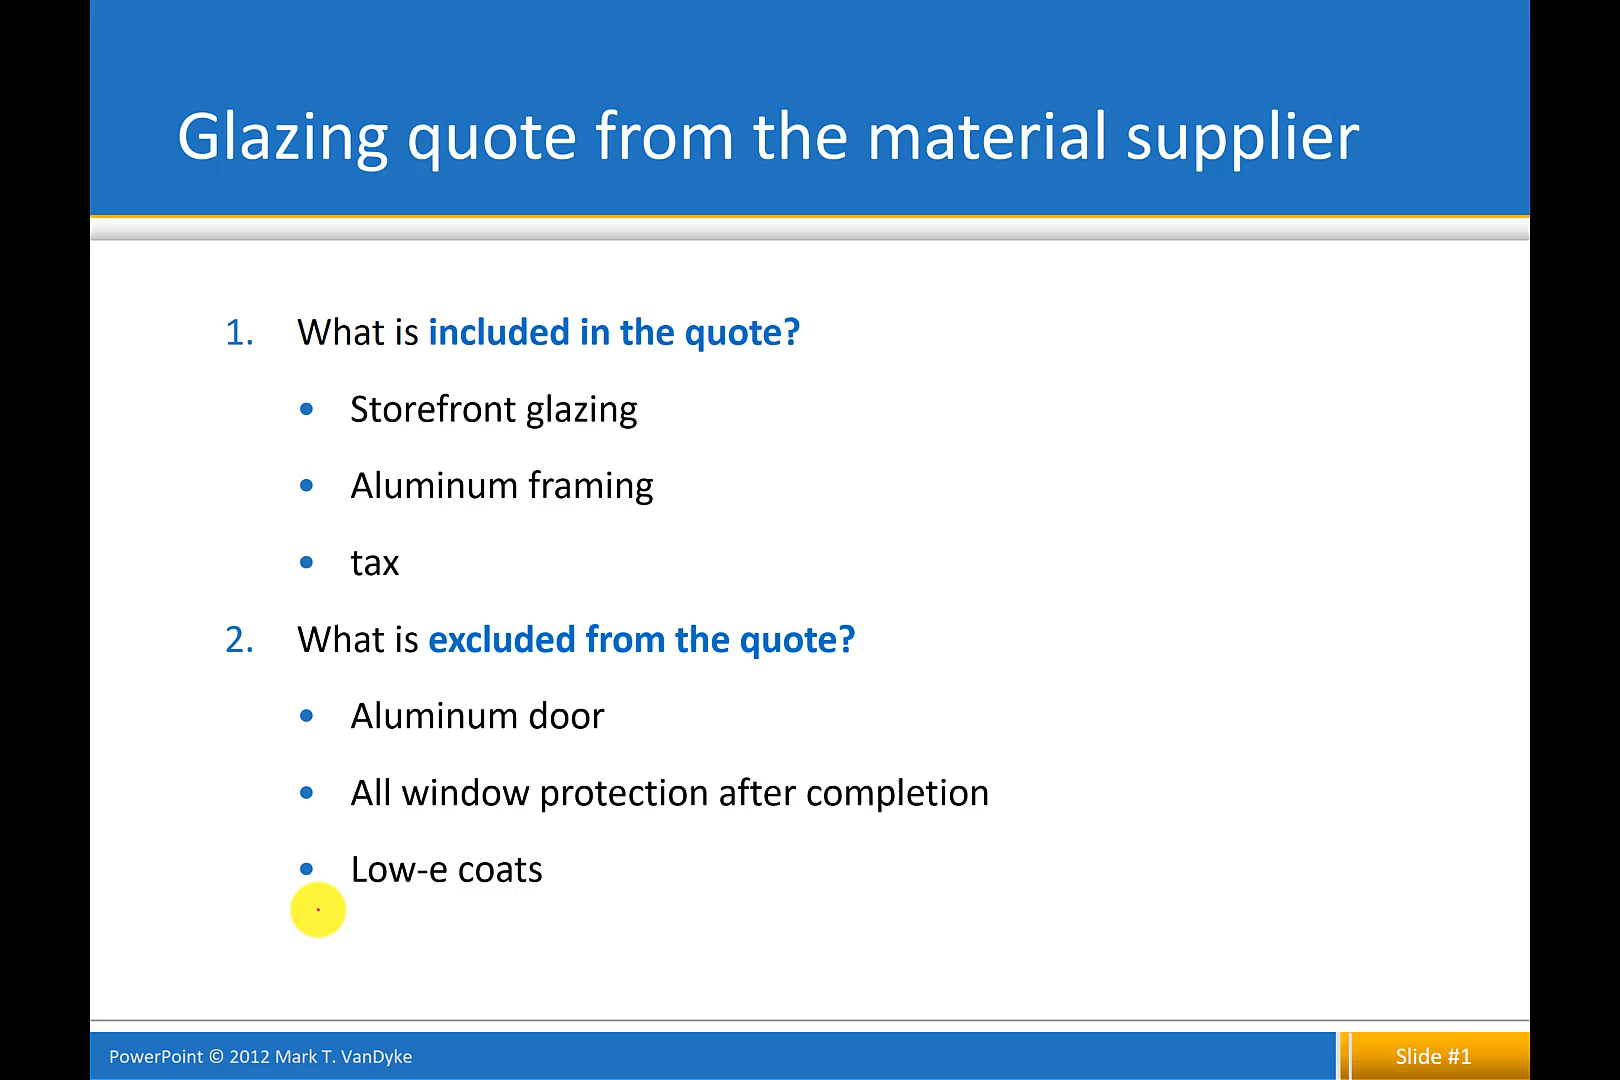 Glazing quote from the material supplier
1. What is included in the quote?
• Storefront glazing
• Aluminum framing
• tax
2. What is excluded from the quote?
• Aluminum door
• All window protection after completion
• Low-e coats
PowerPoint © 2012 Mark T. VanDyke
Slide #1